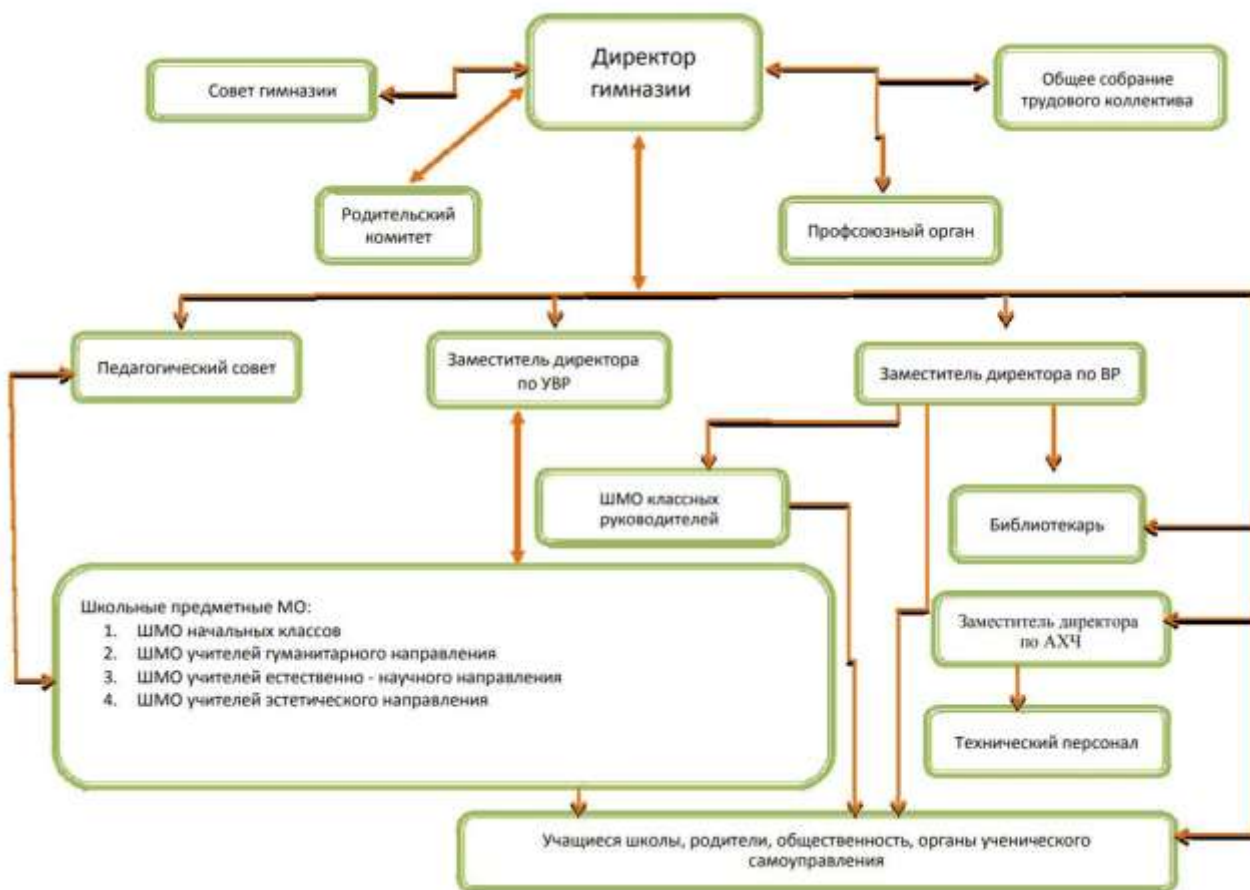 Директор
гимназии
Совет гимназии
Общее собрание
трудового коллектива
Родительский
комитет
Профсоюзный орган
Педагогический совет
Заместитель директора
по УВР
Заместитель директора по ВР
ШМО классных
руководителей
Библиотекарь
Школьные предметные МО:
1. ШМО начальных классов
2. ШМО учителей гуманитарного направления
3. ШМО учителей естественно - научного направления
4. ШМО учителей эстетического направления
Заместитель директора
по АХЧ
Технический персонал
Учащиеся школы, родители, общественность, органы ученического
самоуправления